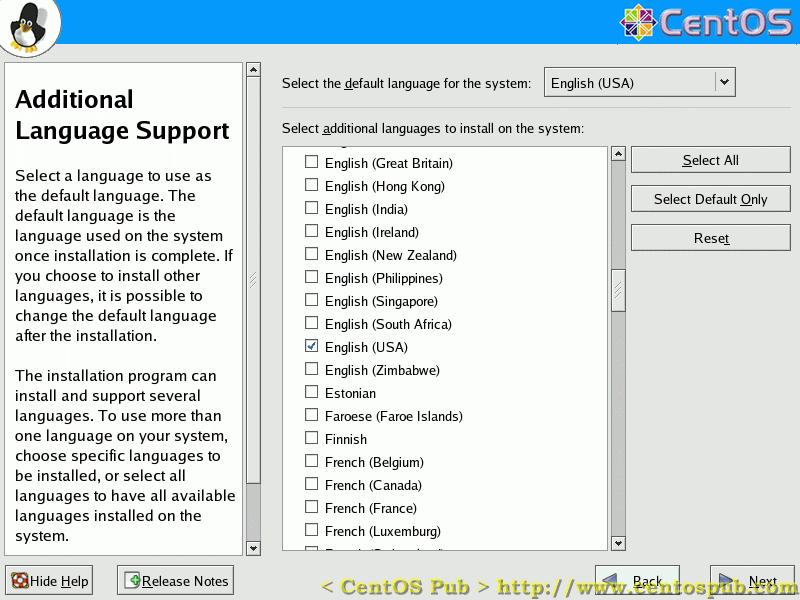 CentOS
Additional
Language Support
Select a language to use as
the default language. The
default language is the
language used on the system
once installation is complete. If
you choose to install other
languages, it is possible to
change the default language
after the installation.
The installation program can
install and support several
languages. To use more than
one language on your system,
choose specific languages to
be installed, or select all
languages to have all available
languages installed on the
system.
Select the default language for the system:
English (USA)
Select additional languages to install on the system:
English (Great Britain)
English (Hong Kong)
English (India)
English (Ireland)
English (New Zealand)
English (Philippines)
English (Singapore)
English (South Africa)
English (USA)
English (Zimbabwe)
Estonian
Faroese (Faroe Islands)
Finnish
French (Belgium)
French (Canada)
French (France)
French (Luxemburg)
Select All
Select Default Only
Reset
Hide Help
Release Notes
Back
Next
< CentOS Pub > http://www.centospub.com